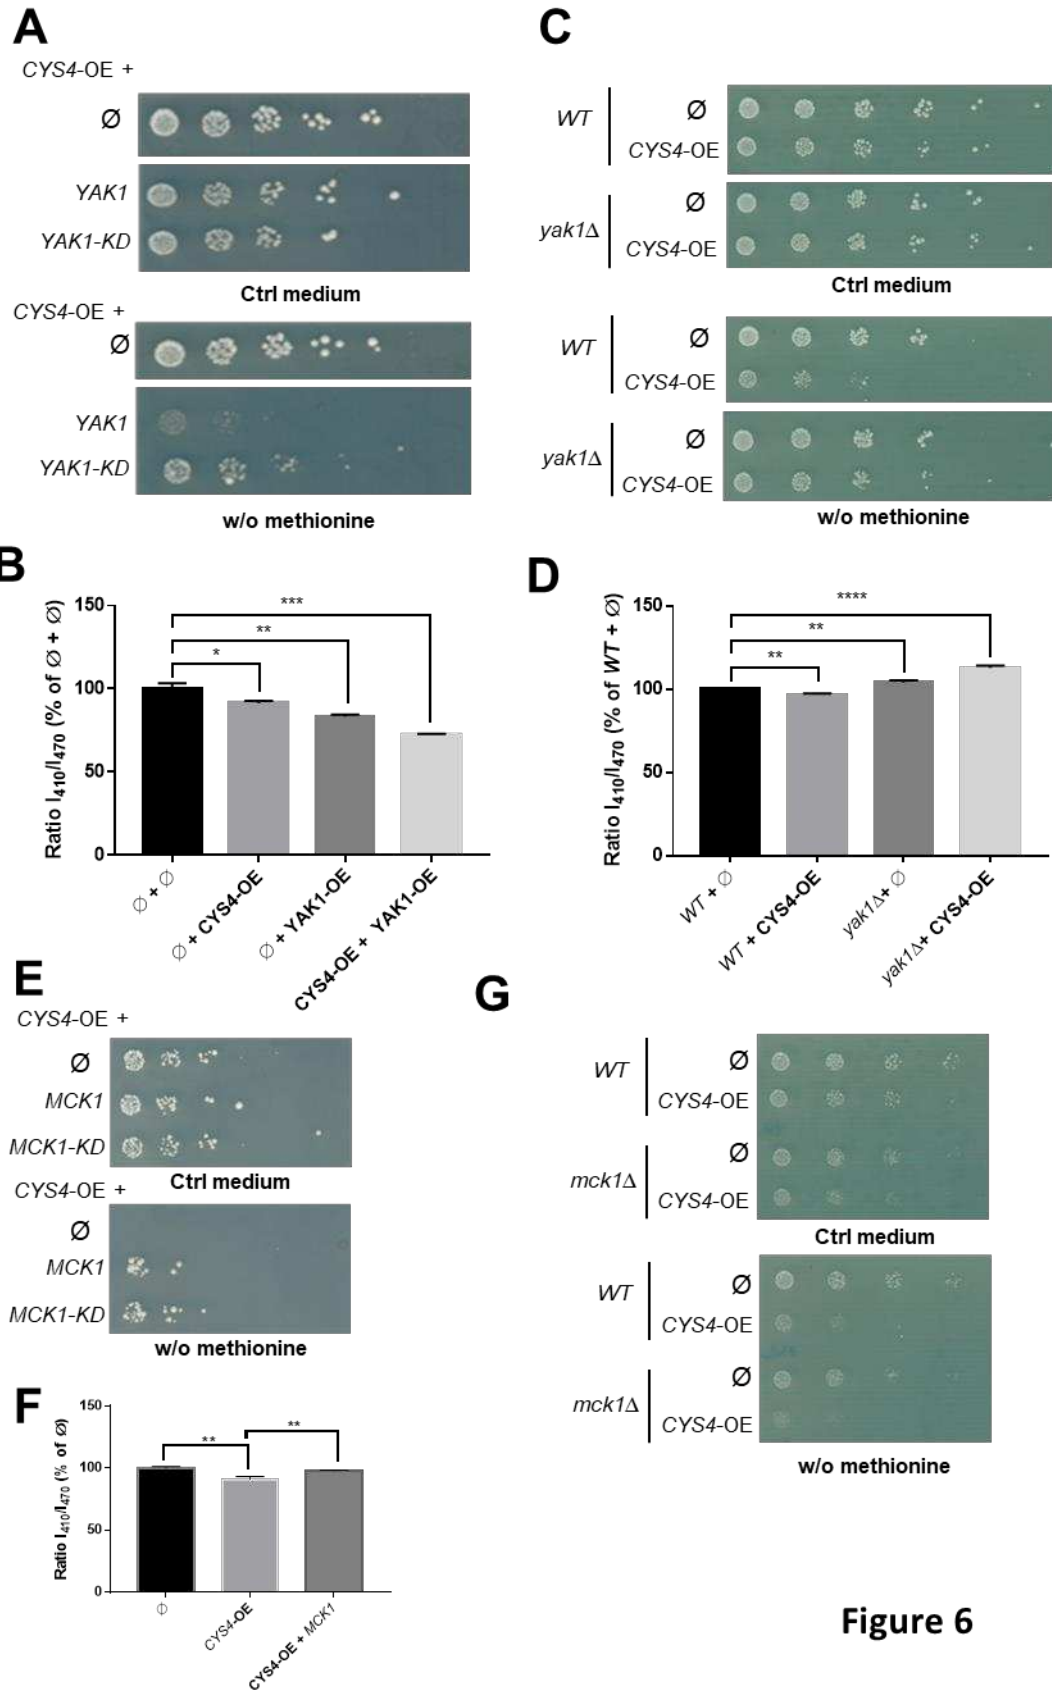 A
CYS4-OE +
Ø
YAK1
YAK1-KD
Ctrl medium
CYS4-OE +
Ø
YAK1
YAK1-KD
w/o methionine
C
WT
Ø
CYS4-OE
yak1Δ
Ø
CYS4-OE
Ctrl medium
WT
Ø
CYS4-OE
yak1Δ
Ø
CYS4-OE
w/o methionine
B
Ratio I410/I470 (% of Ø + Ø)
150
100
50
0
*
**
***
Ø + Ø
Ø + CYS4-OE
Ø + YAK1-OE
CYS4-OE + YAK1-OE
D
Ratio I410/I470 (% of WT + Ø)
150
100
50
0
**
**
****
WT + Ø
WT + CYS4-OE
yak1Δ+ Ø
yak1Δ+ CYS4-OE
E
CYS4-OE +
Ø
MCK1
MCK1-KD
Ctrl medium
CYS4-OE +
Ø
MCK1
MCK1-KD
w/o methionine
G
WT
Ø
CYS4-OE
mck1Δ
Ø
CYS4-OE
Ctrl medium
WT
Ø
CYS4-OE
mck1Δ
Ø
CYS4-OE
w/o methionine
F
Ratio I410/I470 (% of Ø)
150
100
50
0
**
**
Ø
CYS4-OE
CYS4-OE + MCK1
Figure 6